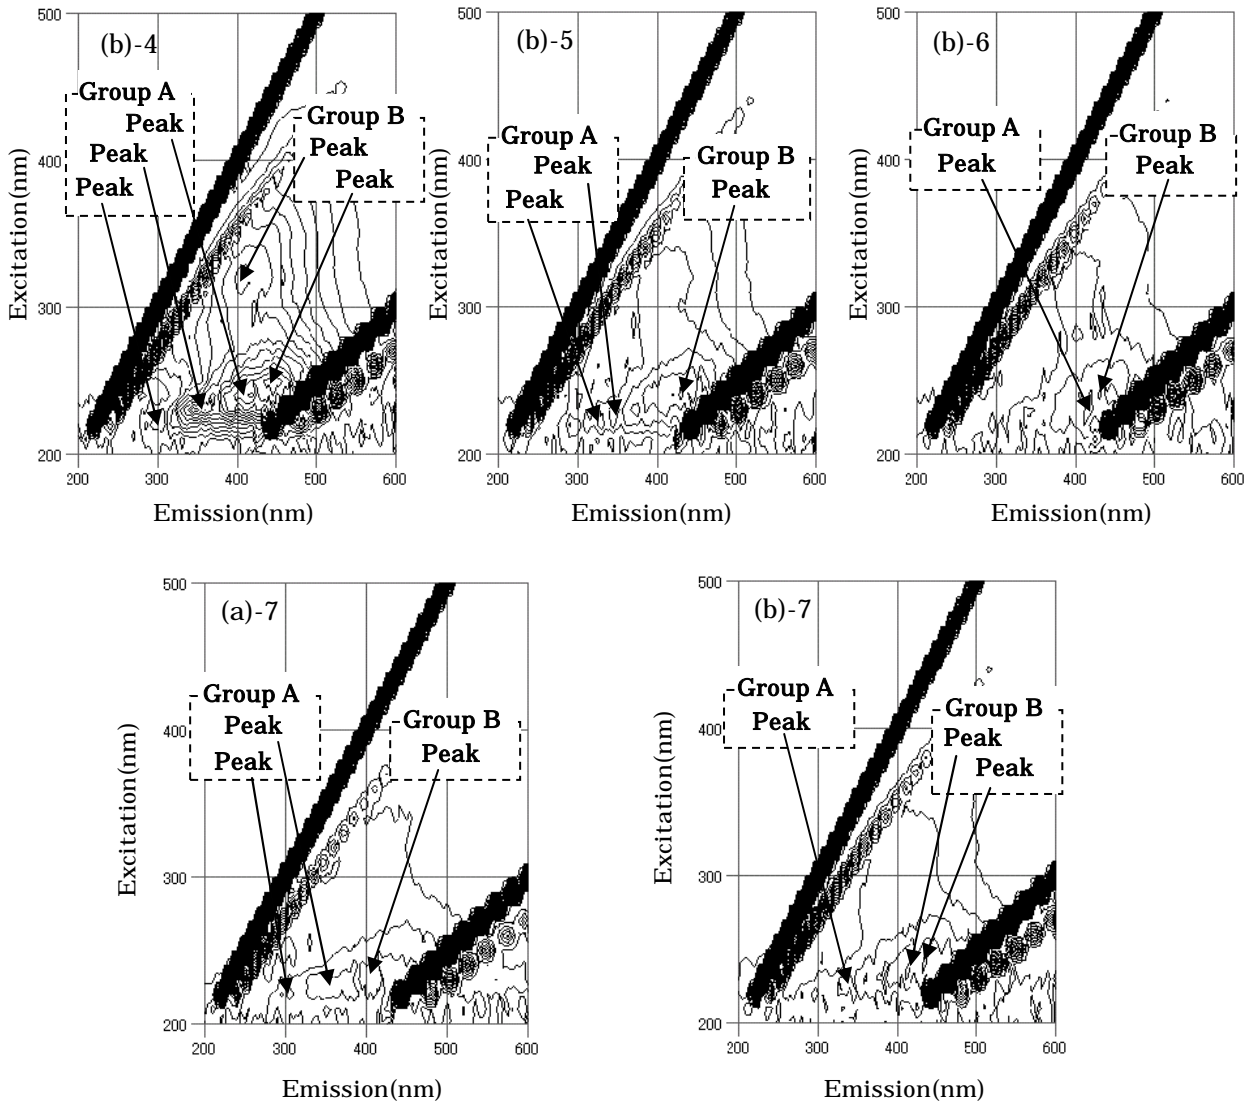 (b)-4
500
400
300
200
Excitation(nm)
Group A
Peak
Peak
Peak
Group B
Peak
Peak
200
300
400
500
600
Emission(nm)
(b)-5
500
400
300
200
Excitation(nm)
Group A
Peak
Peak
Group B
Peak
200
300
400
500
600
Emission(nm)
(b)-6
500
400
300
200
Excitation(nm)
Group A
Peak
Group B
Peak
200
300
400
500
600
Emission(nm)
(a)-7
500
400
300
200
Excitation(nm)
Group A
Peak
Peak
Group B
Peak
200
300
400
500
600
Emission(nm)
(b)-7
500
400
300
200
Excitation(nm)
Group A
Peak
Group B
Peak
Peak
200
300
400
500
600
Emission(nm)